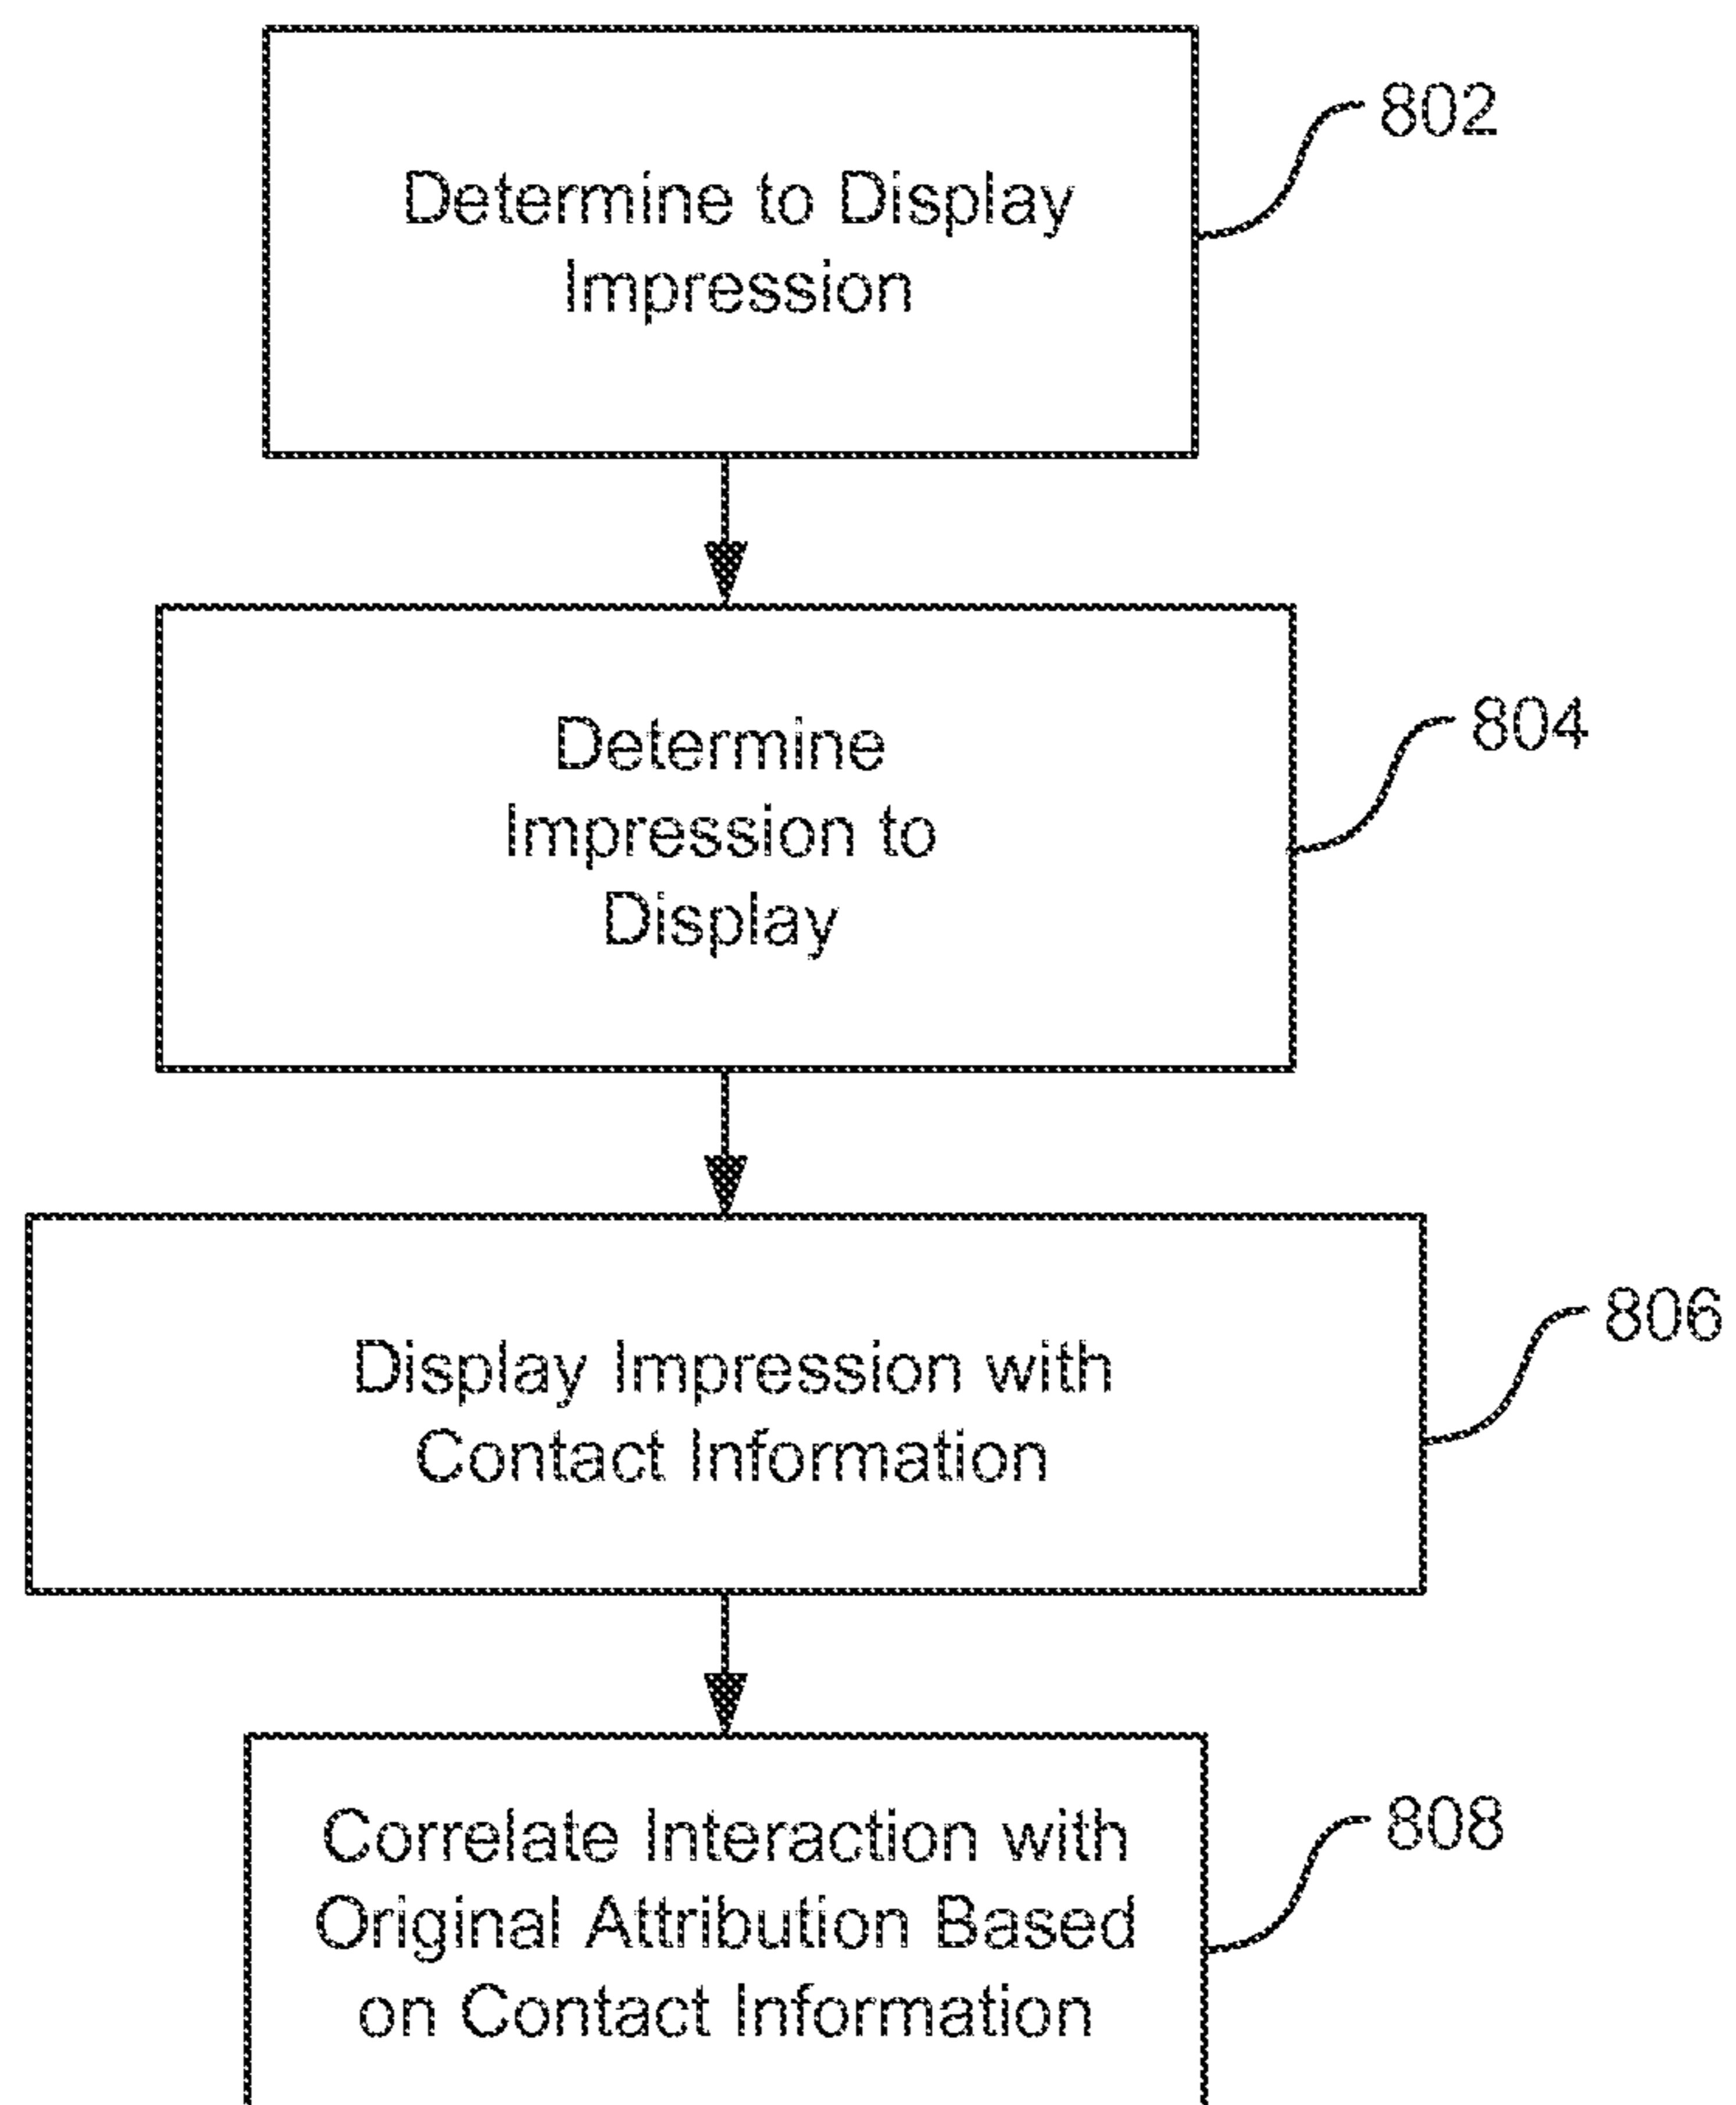 802
Determine to Display
Impression
804
Determine
Impression to
Display
806
Display Impression with
Contact Information
808
Correlate Interaction with
Original Attribution Based
on Contact Information